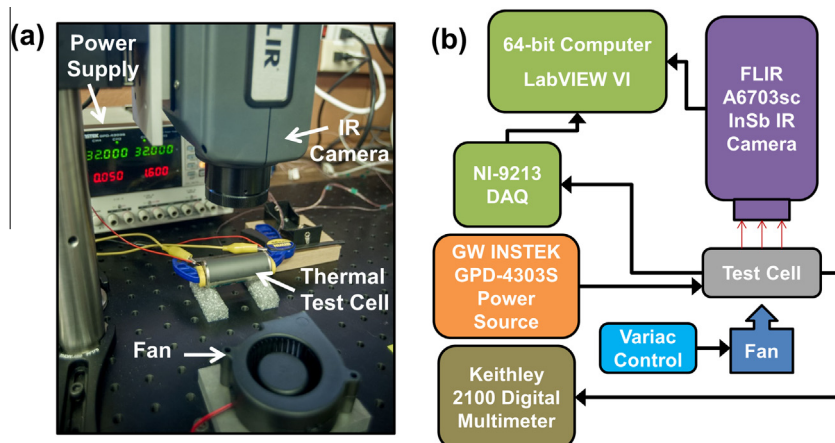 (a)
Power
Supply
FLIR
IR
Camera
32.000 32.000
0.050 1.600
Thermal
Test Cell
Fan
(b)
64-bit Computer
LabVIEW VI
FLIR
A6703sc
InSb IR
Camera
NI-9213
DAQ
GW INSTEK
GPD-4303S
Power
Source
Test Cell
Variac
Control
Fan
Keithley
2100 Digital
Multimeter